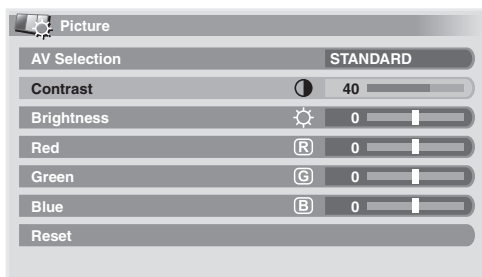 Picture
AV Selection STANDARD
Contrast 40
Brightness 0
Red R 0
Green G 0
Blue B 0
Reset